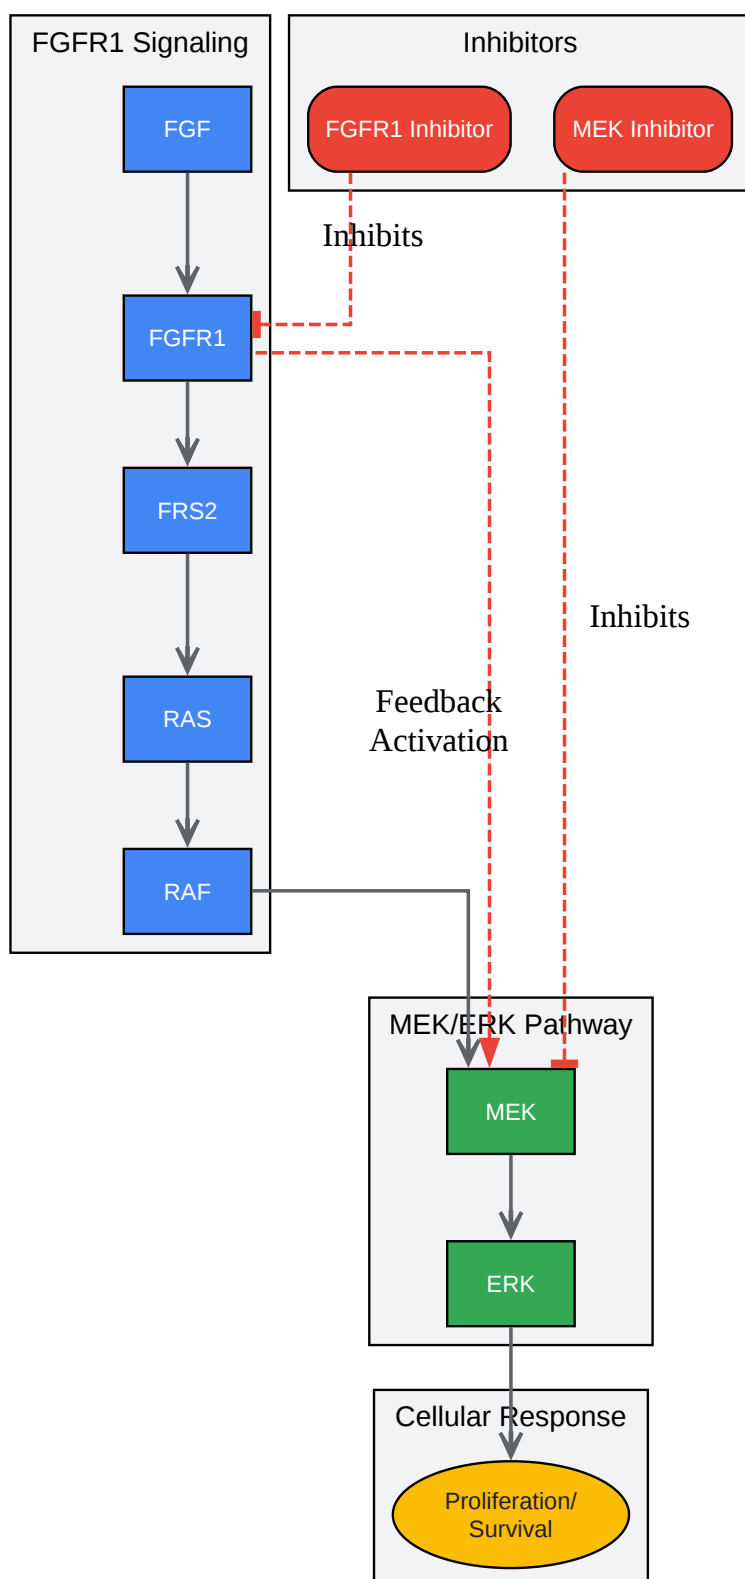 FGFR1 Signaling
Inhibitors
FGF
FGFR1 Inhibitor
MEK Inhibitor
Inhibits
FGFR1
FRS2
Inhibits
RAS
Feedback
Activation
RAF
MEK/ERK Pathway
MEK
ERK
Cellular Response
Proliferation/
Survival